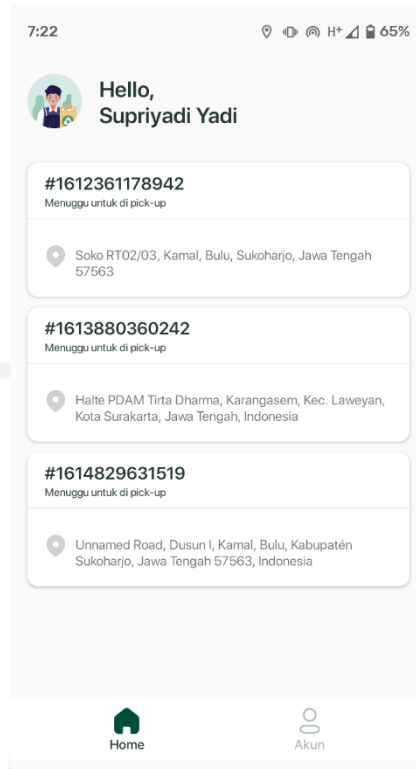 7:22 H+ 65%
Hello,
Supriyadi Yadi
#1612361178942
Menuggu untuk di pick-up
Soko RT02/03, Kamal, Bulu, Sukoharjo, Jawa Tengah
57563
#1613880360242
Menuggu untuk di pick-up
Halte PDAM Tirta Dharma, Karangasem, Kec. Laweyan,
Kota Surakarta, Jawa Tengah, Indonesia
#1614829631519
Menuggu untuk di pick-up
Unnamed Road, Dusun I, Kamal, Bulu, Kabupatén
Sukoharjo, Jawa Tengah 57563, Indonesia
Home Akun